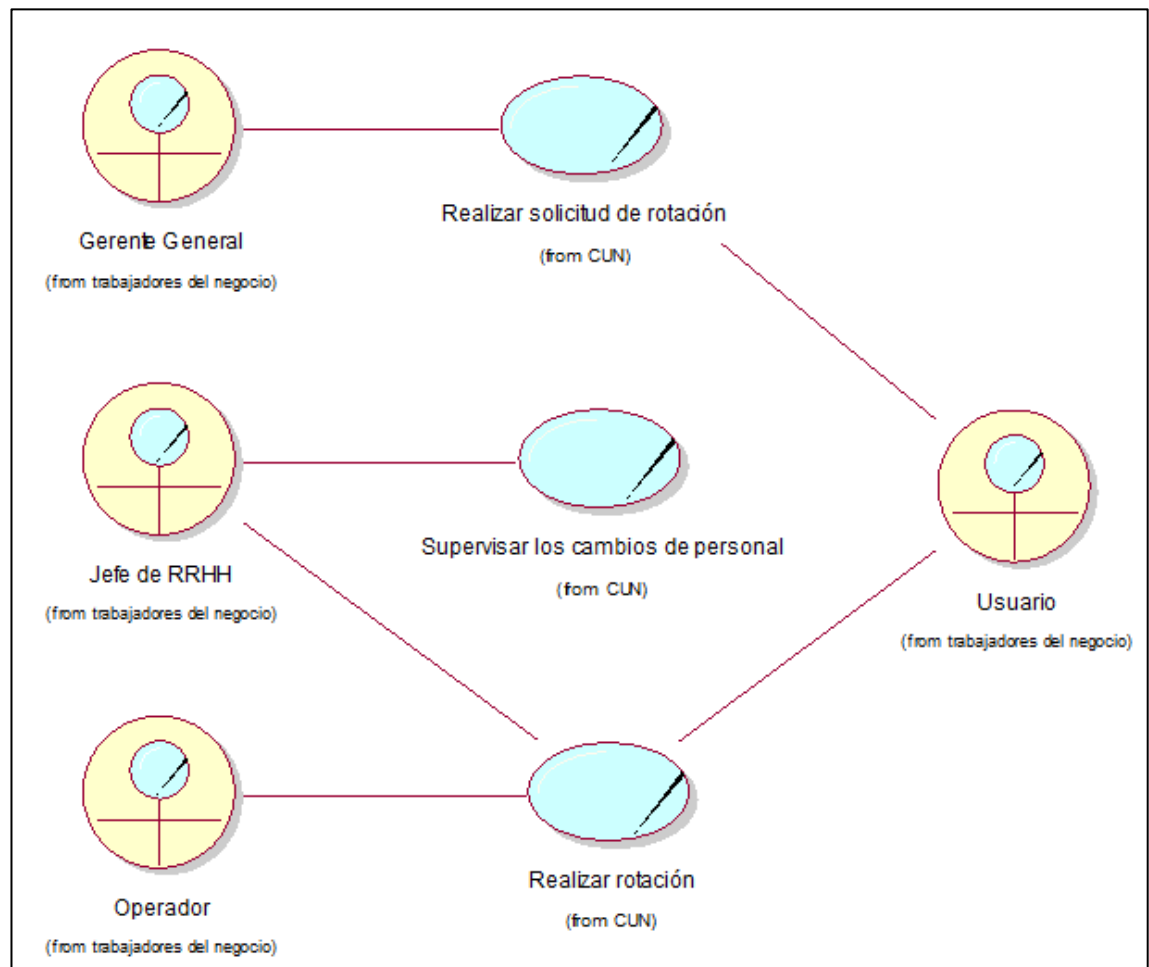 Gerente General
(from trabajadores del negocio)
Realizar solicitud de rotación
(from CUN)
Jefe de RRHH
(from trabajadores del negocio)
Supervisar los cambios de personal
(from CUN)
Usuario
(from trabajadores del negocio)
Operador
(from trabajadores del negocio)
Realizar rotación
(from CUN)